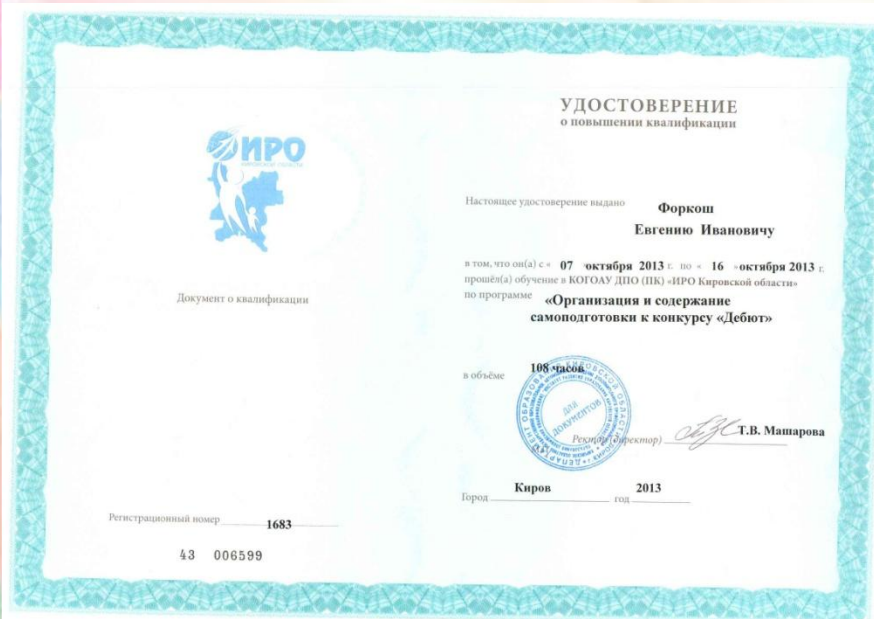 ИРО
КИРОВСКОЙ ОБЛАСТИ
Документ о квалификации
Регистрационный номер 1683
43 006599
УДОСТОВЕРЕНИЕ
о повышении квалификации
Настоящее удостоверение выдано Форкош
Евгению Ивановичу
в том, что он(а) с « 07 » октября 2013 г. по « 16 » октября 2013 г.
прошёл(а) обучение в КОГОАУ ДПО (ПК) «ИРО Кировской области»
по программе «Организация и содержание
самоподготовки к конкурсу «Дебют»
в объёме 108 часов
ДЛЯ
ДОКУМЕНТОВ
Ректор (директор) Т.В. Машарова
Город Киров год 2013